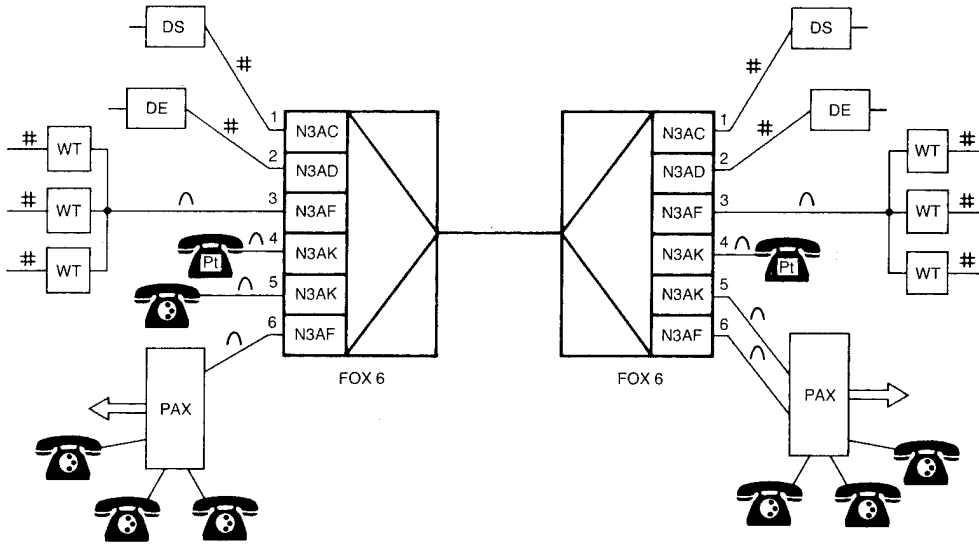 DS
#
DE
#
# WT
# WT
# WT
1 N3AC
2 N3AD
3 N3AF
4 N3AK
5 N3AK
6 N3AF
FOX 6
Pt
PAX
DS
#
DE
#
N3AC 1
N3AD 2
N3AF 3
N3AK 4
N3AK 5
N3AF 6
FOX 6
WT #
WT #
WT #
Pt
PAX